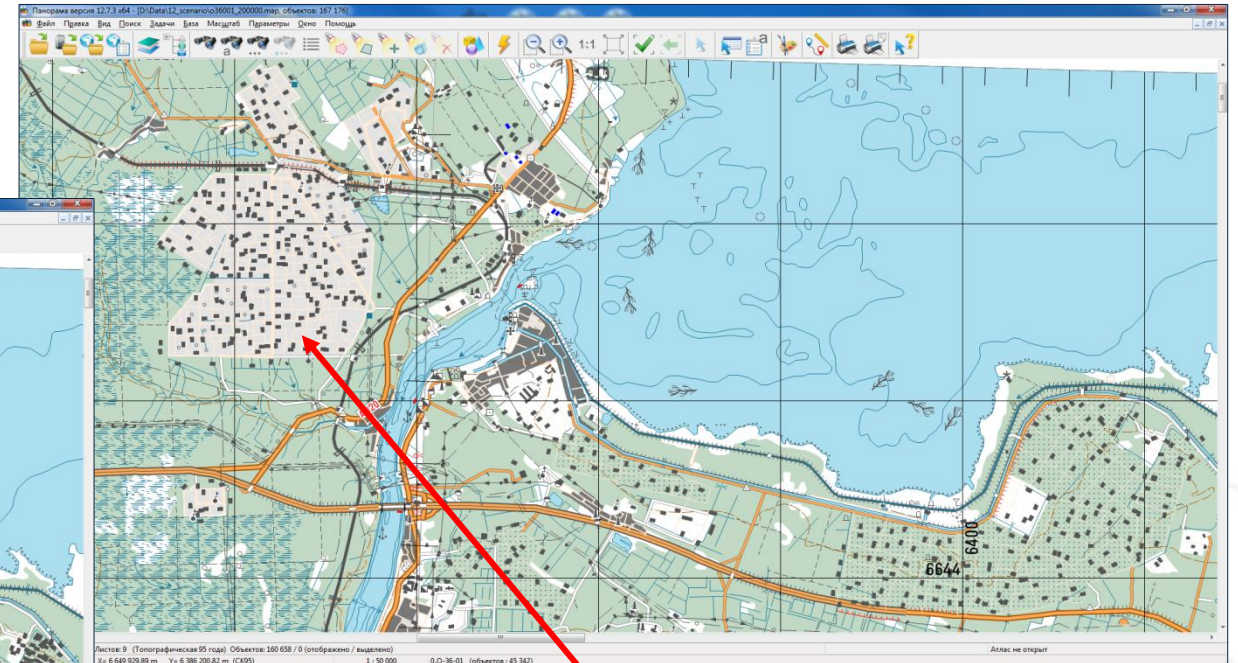 Панорама версия 12.7.3 x64 - [D:\Data\12_scenario\o36001_200000.map, объектов: 167 176]
Файл Правка Вид Поиск Задачи База Масштаб Параметры Окно Помощь
a 1:1 a
6400
6644
Листов: 9 (Топографическая 95 года) Объектов: 160 658 / 0 (отображено / выделено) Атлас не открыт
X= 6 649 929.89 m Y= 6 386 200.82 m (СК95) 1 : 50 000 0,O-36-01 (объектов : 45 342)